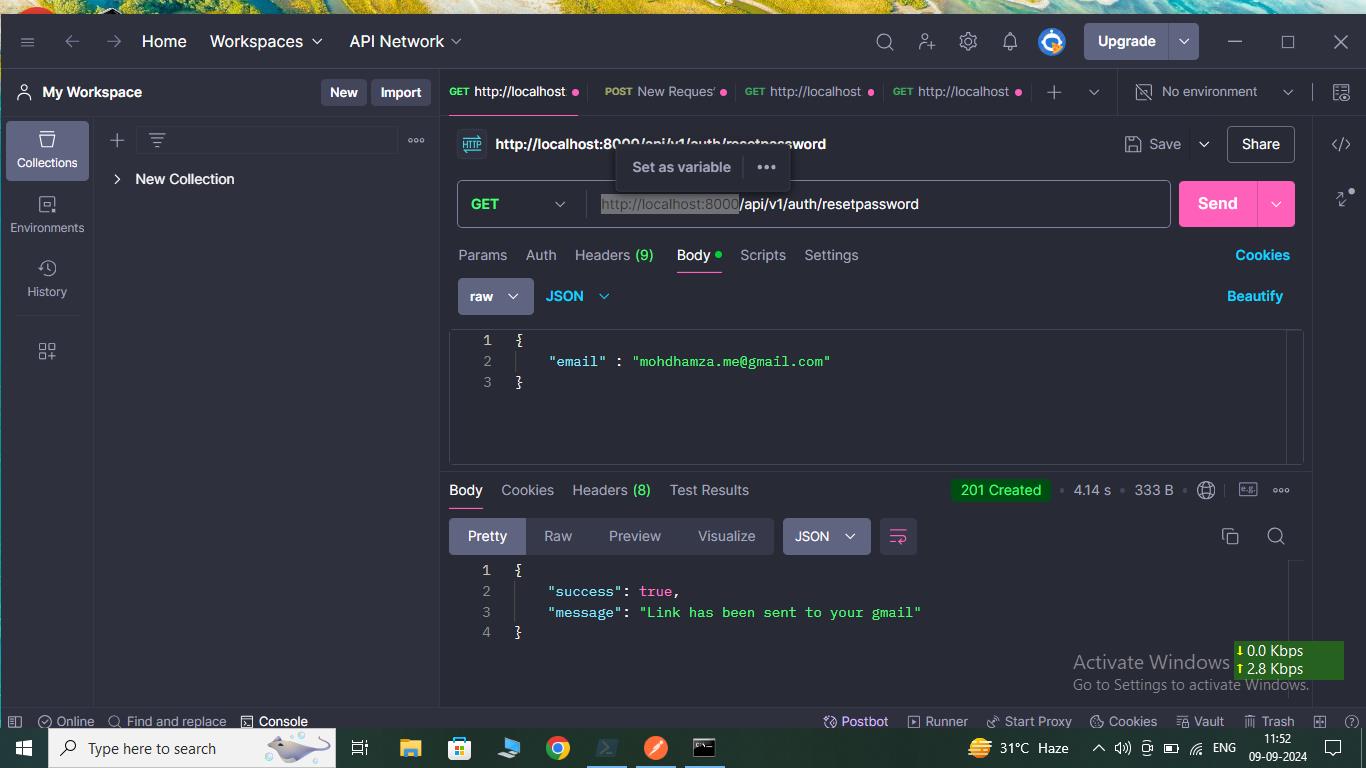 Home Workspaces API Network Upgrade
My Workspace New Import
GET http://localhost POST New Reques GET http://localhost GET http://localhost No environment
Collections
New Collection
Environments
History
HTTP http://localhost:8000/api/v1/auth/resetpassword Save Share
Set as variable
GET http://localhost:8000/api/v1/auth/resetpassword Send
Params Auth Headers (9) Body Scripts Settings Cookies
raw JSON Beautify
1 {
2 "email" : "mohdhamza.me@gmail.com"
3 }
Body Cookies Headers (8) Test Results 201 Created 4.14 s 333 B e.g.
Pretty Raw Preview Visualize JSON
1 {
2 "success": true,
3 "message": "Link has been sent to your gmail"
4 }
Activate Windows
Go to Settings to activate Windows.
↓ 0.0 Kbps
↑ 2.8 Kbps
Online Find and replace Console Postbot Runner Start Proxy Cookies Vault Trash
Type here to search 31°C Haze ENG 11:52
09-09-2024